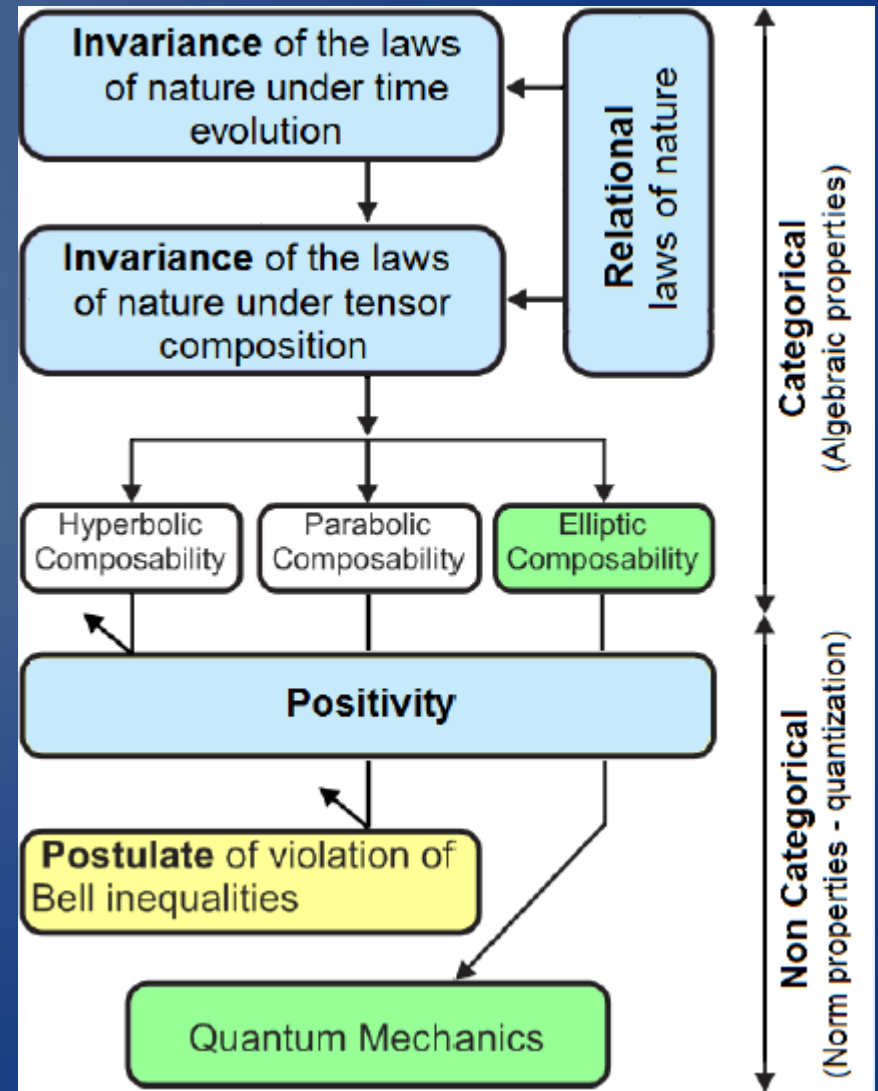 Invariance of the laws
of nature under time
evolution
Relational
laws of nature
Invariance of the laws
of nature under tensor
composition
Categorical
(Algebraic properties)
Hyperbolic
Composability
Parabolic
Composability
Elliptic
Composability
Positivity
Postulate of violation of
Bell inequalities
Quantum Mechanics
Non Categorical
(Norm properties - quantization)